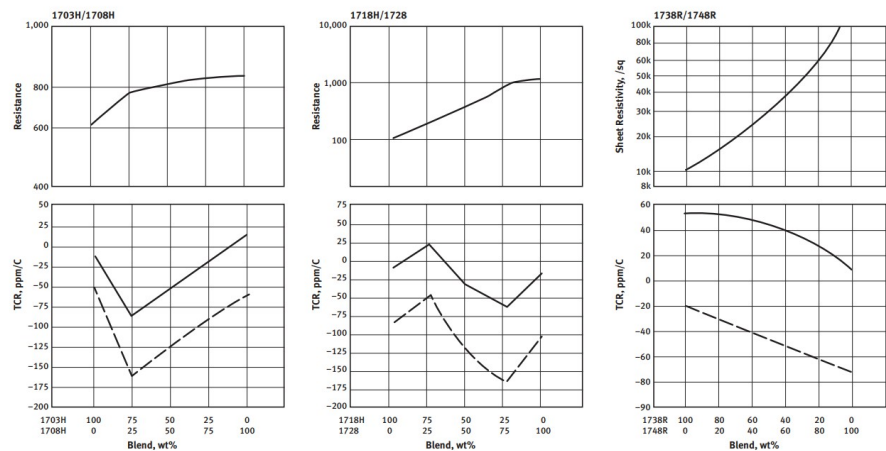 1703H/1708H
1,000
800
600
400
Resistance
50
25
0
−25
−50
−75
−100
−125
−150
−175
−200
TCR, ppm/C
1703H 100 75 50 25 0
1708H 0 25 50 75 100
Blend, wt%
1718H/1728
10,000
1,000
100
Resistance
75
50
25
0
−25
−50
−75
−100
−125
−150
−175
−200
TCR, ppm/C
1718H 100 75 50 25 0
1728 0 25 50 75 100
Blend, wt%
1738R/1748R
100k
80k
60k
50k
40k
30k
20k
10k
8k
Sheet Resistivity, /sq
60
40
20
0
−20
−40
−60
−80
−90
TCR, ppm/C
1738R 100 80 60 40 20 0
1748R 0 20 40 60 80 100
Blend, wt%